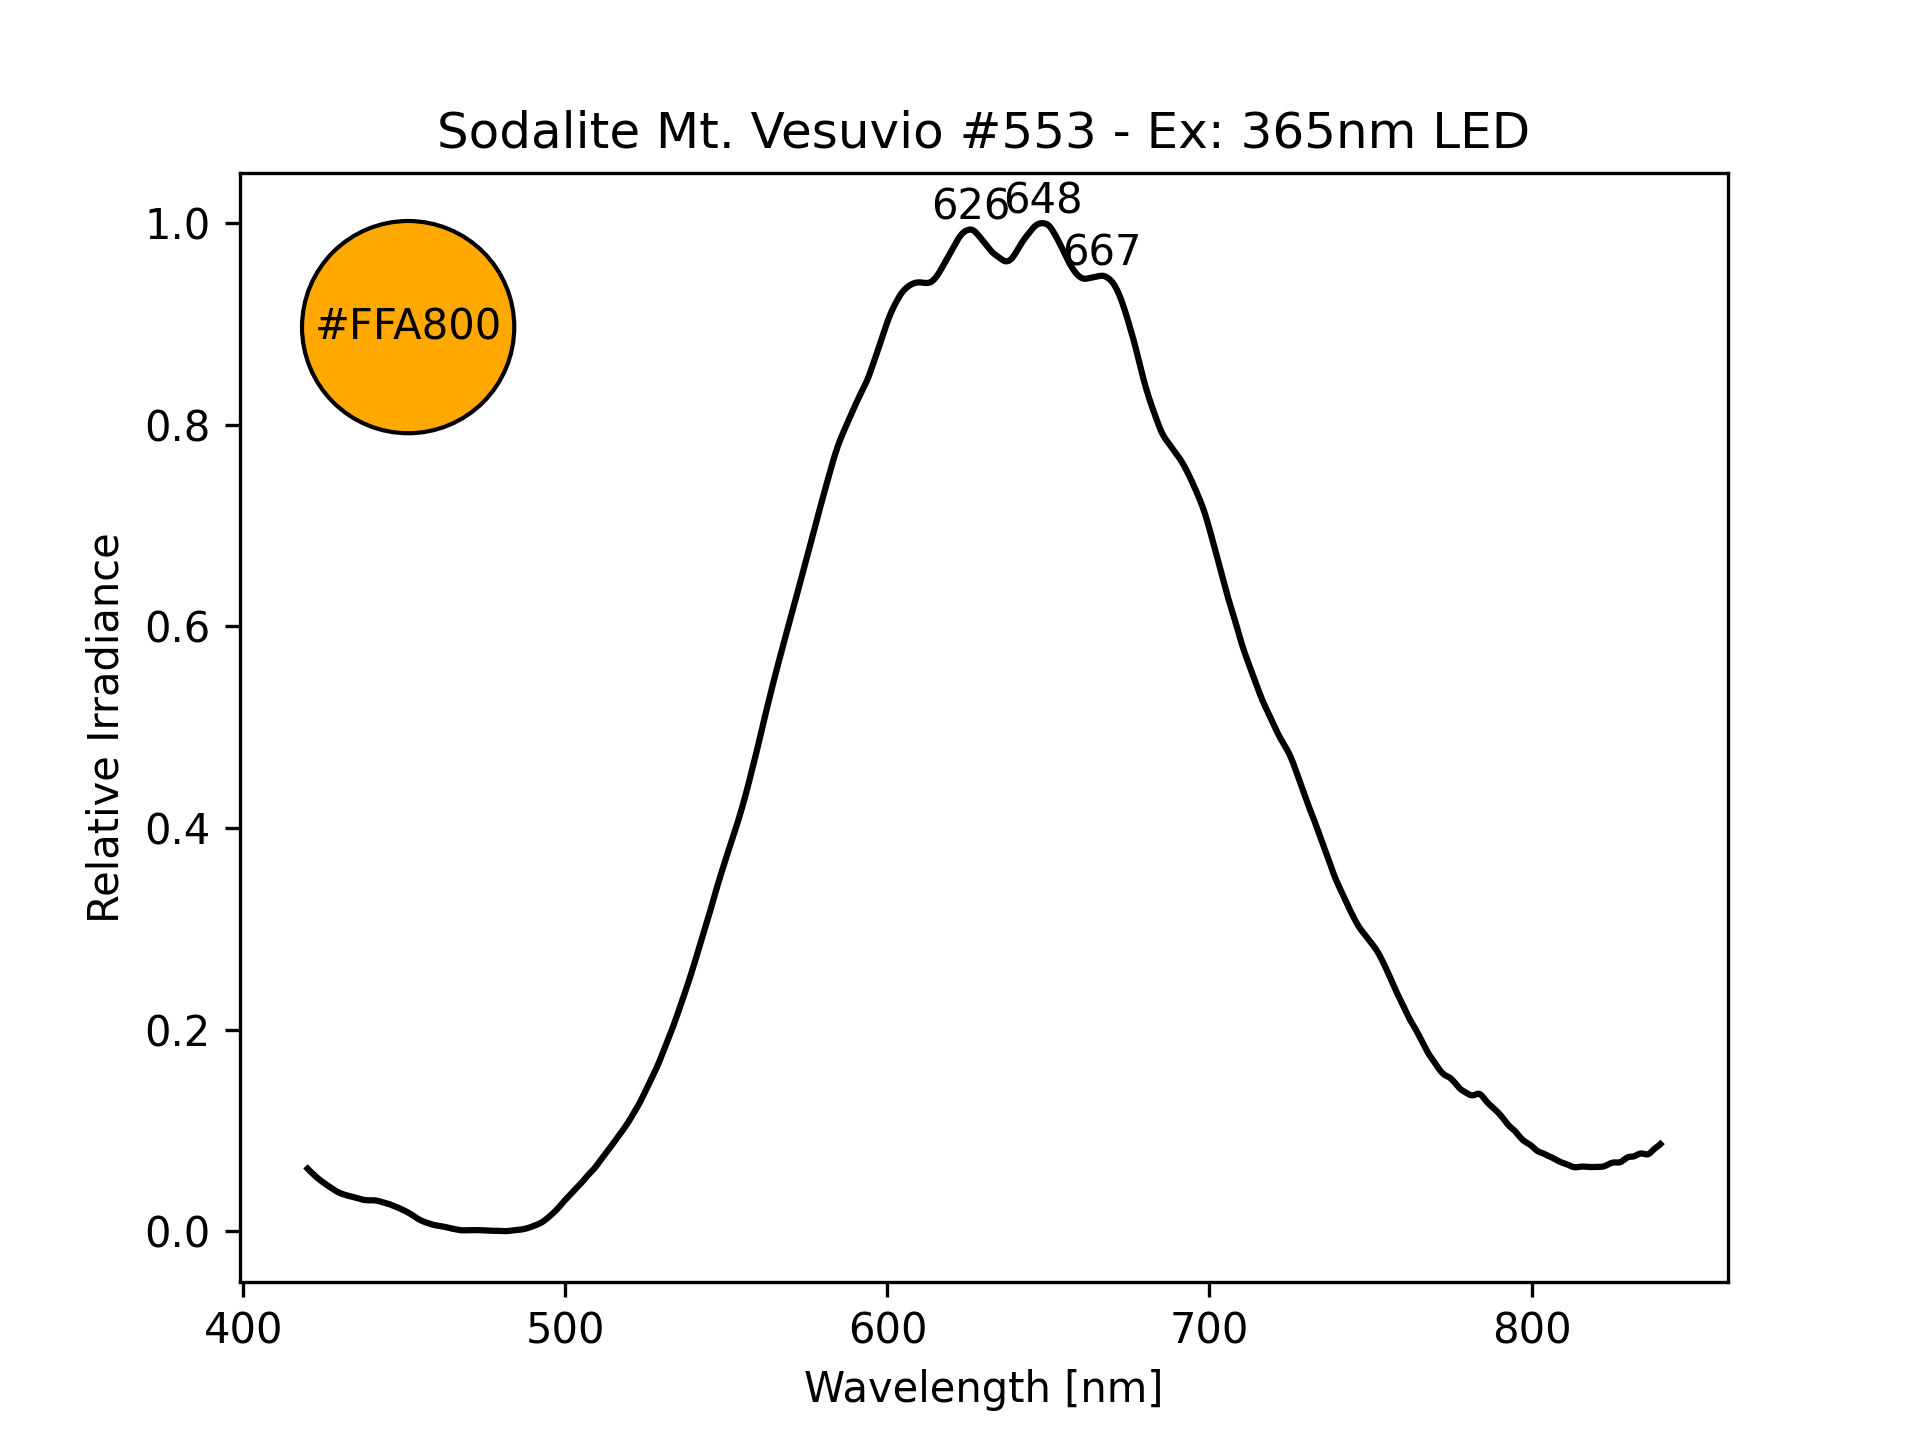 Sodalite Mt. Vesuvio #553 - Ex: 365nm LED
626
648
667
#FFA800
1.0
0.8
0.6
0.4
0.2
0.0
Relative Irradiance
400 500 600 700 800
Wavelength [nm]